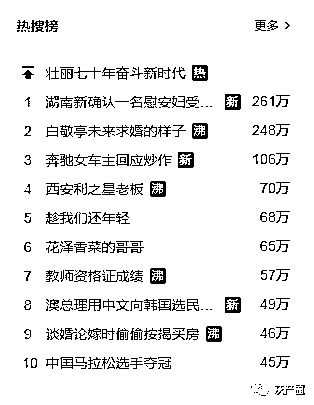 热搜榜 更多 >
壮丽七十年奋斗新时代 热
1 湖南新确认一名慰安妇受... 新 261万
2 白敬亭未来求婚的样子 沸 248万
3 奔驰女车主回应炒作 新 106万
4 西安利之星老板 沸 70万
5 趁我们还年轻 68万
6 花泽香菜的哥哥 65万
7 教师资格证成绩 沸 57万
8 澳总理用中文向韩国选民... 新 49万
9 谈婚论嫁时偷偷按揭买房 沸 46万
10 中国马拉松选手夺冠 45万
灰产圈